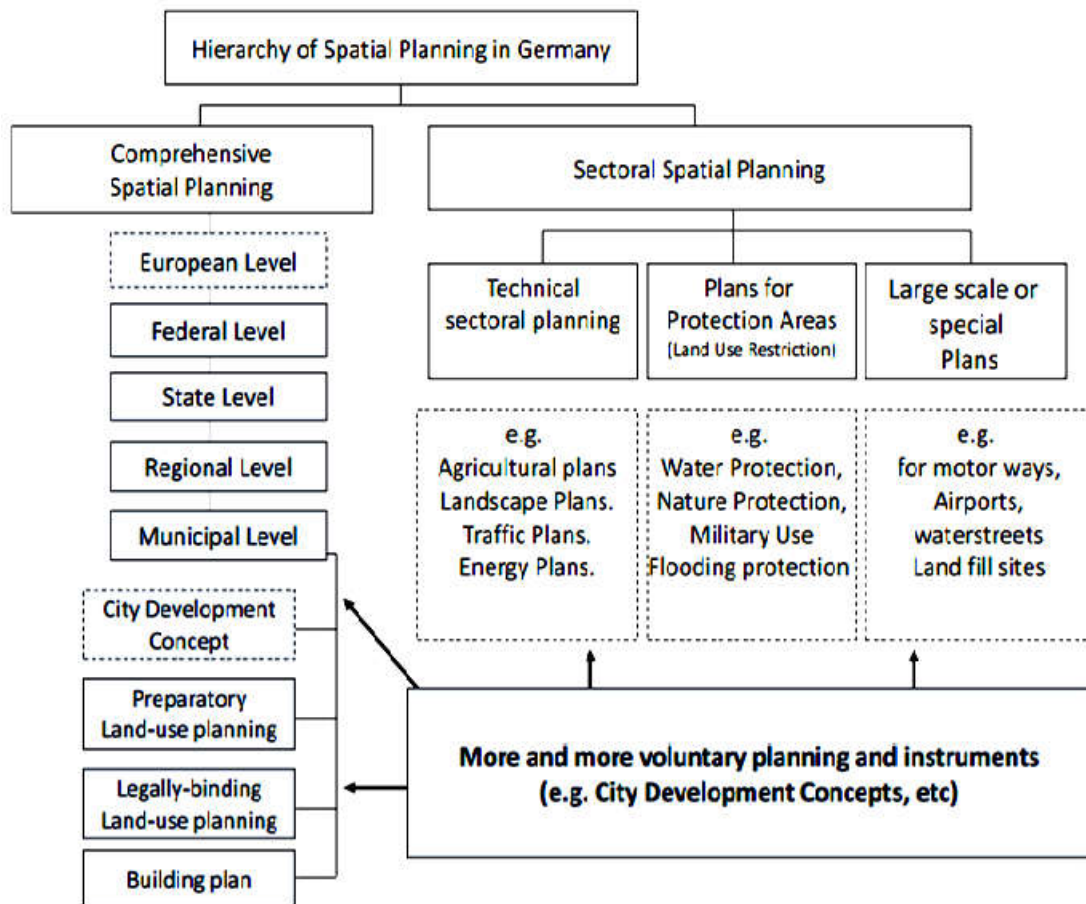 Hierarchy of Spatial Planning in Germany
Comprehensive
Spatial Planning
Sectoral Spatial Planning
European Level
Federal Level
State Level
Regional Level
Municipal Level
City Development
Concept
Preparatory
Land-use planning
Legally-binding
Land-use planning
Building plan
Technical
sectoral planning
Plans for
Protection Areas
(Land Use Restriction)
Large scale or
special
Plans
e.g.
Agricultural plans
Landscape Plans.
Traffic Plans.
Energy Plans.
e.g.
Water Protection,
Nature Protection,
Military Use
Flooding protection
e.g.
for motor ways,
Airports,
waterstreets
Land fill sites
More and more voluntary planning and instruments
(e.g. City Development Concepts, etc)